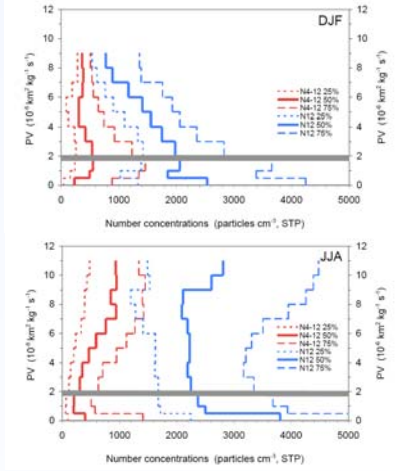 DJF
12 10 8 6 4 2 0
PV (10⁻⁶ km² kg⁻¹ s⁻¹)
N4-12 25%
N4-12 50%
N4-12 75%
N12 25%
N12 50%
N12 75%
12 10 8 6 4 2 0
PV (10⁻⁶ km² kg⁻¹ s⁻¹)
0 1000 2000 3000 4000 5000
Number concentrations (particles cm⁻³, STP)
JJA
12 10 8 6 4 2 0
PV (10⁻⁶ km² kg⁻¹ s⁻¹)
N4-12 25%
N4-12 50%
N4-12 75%
N12 25%
N12 50%
N12 75%
12 10 8 6 4 2 0
PV (10⁻⁶ km² kg⁻¹ s⁻¹)
0 1000 2000 3000 4000 5000
Number concentrations (particles cm⁻³, STP)